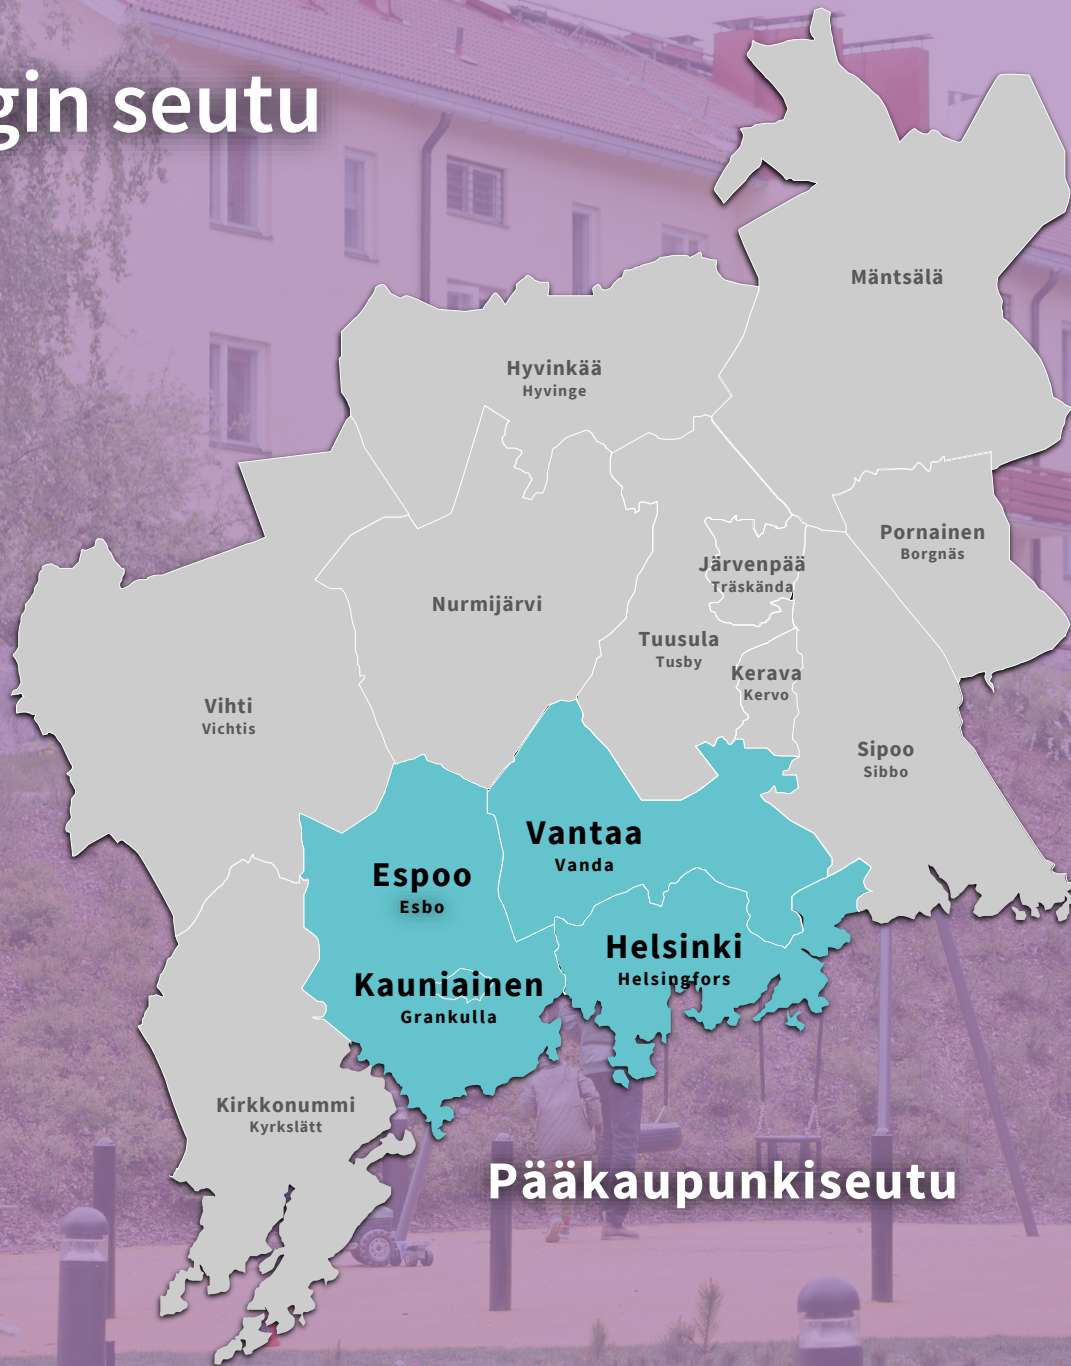 gin seutu
Mäntsälä
Hyvinkää
Hyvinge
Pornainen
Borgnäs
Järvenpää
Träskända
Nurmijärvi
Tuusula
Tusby
Kerava
Kervo
Vihti
Vichtis
Sipoo
Sibbo
Vantaa
Vanda
Espoo
Esbo
Helsinki
Helsingfors
Kauniainen
Grankulla
Kirkkonummi
Kyrkslätt
Pääkaupunkiseutu